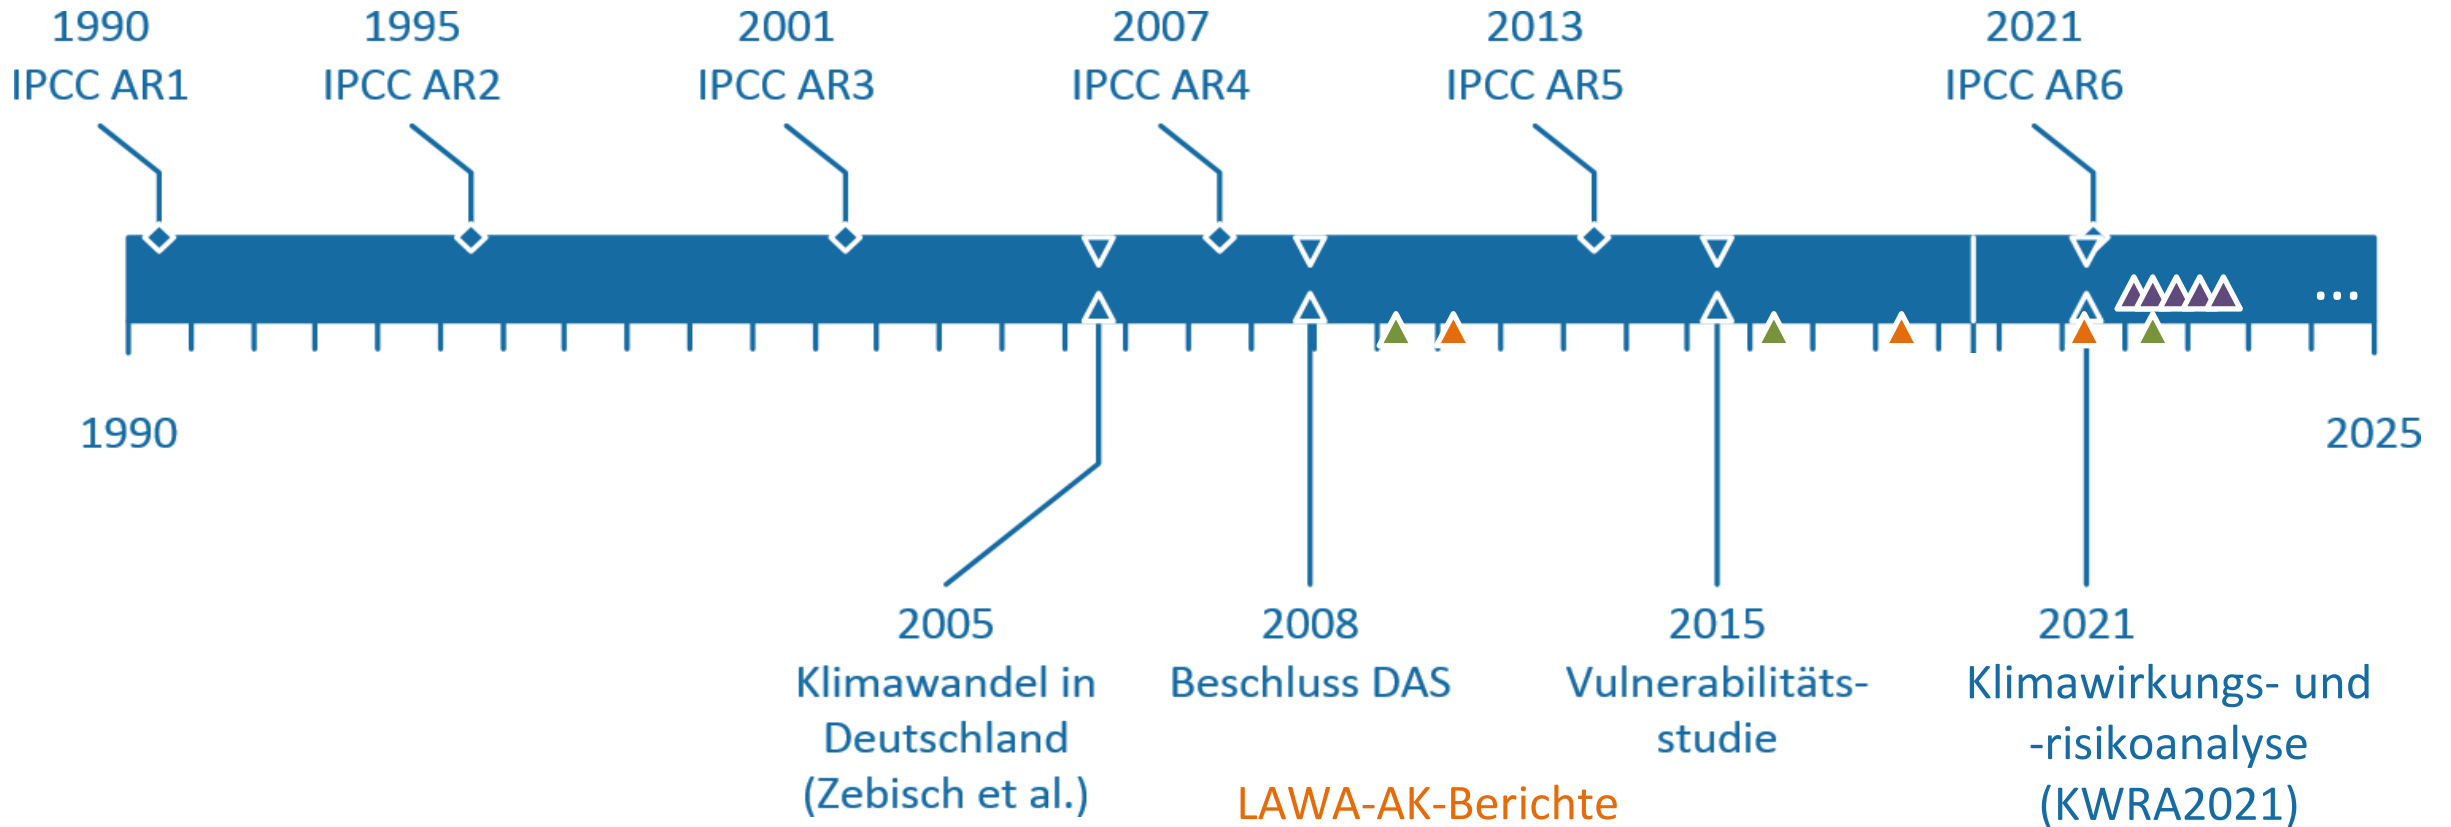 1990
IPCC AR1
1995
IPCC AR2
2001
IPCC AR3
2007
IPCC AR4
2013
IPCC AR5
2021
IPCC AR6
...
1990
2025
2005
Klimawandel in
Deutschland
(Zebisch et al.)
2008
Beschluss DAS
2015
Vulnerabilitäts-
studie
2021
Klimawirkungs- und
-risikoanalyse
(KWRA2021)
LAWA-AK-Berichte